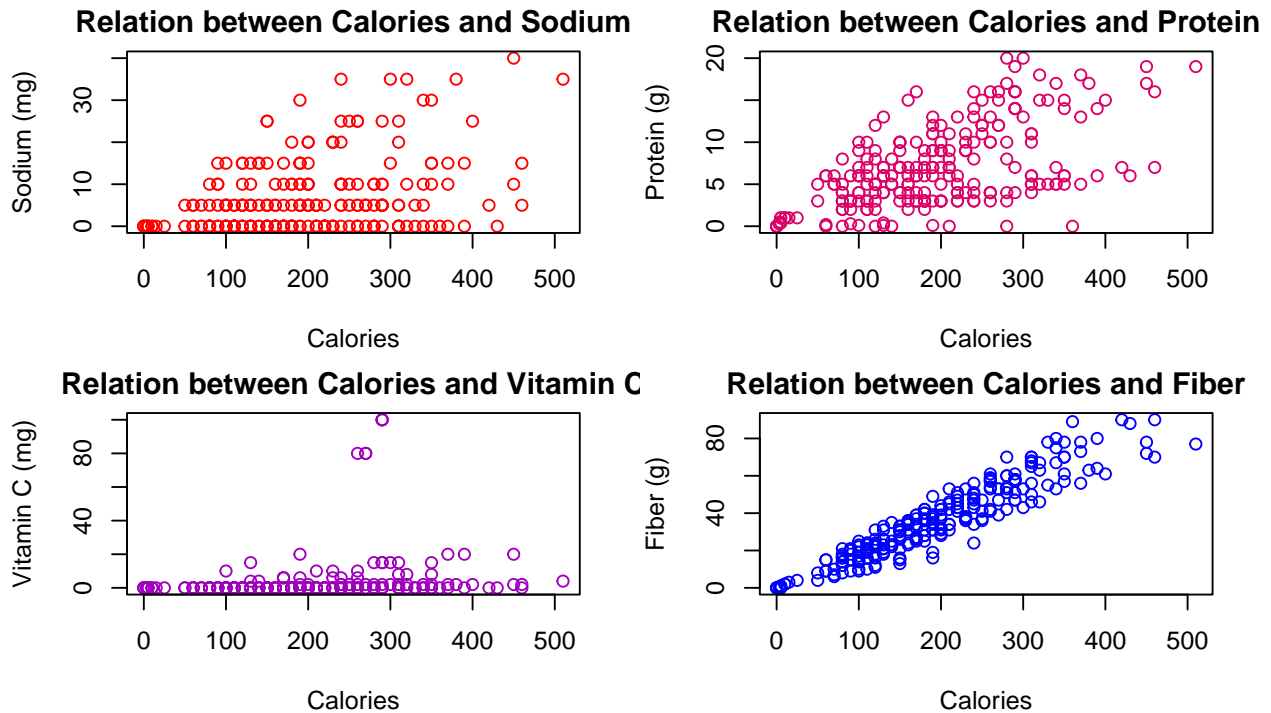 Relation between Calories and Sodium
Sodium (mg)
30
10
0
0 100 200 300 400 500
Calories
Relation between Calories and Protein
Protein (g)
20
10
5
0
0 100 200 300 400 500
Calories
Relation between Calories and Vitamin C
Vitamin C (mg)
80
40
0
0 100 200 300 400 500
Calories
Relation between Calories and Fiber
Fiber (g)
80
40
0
0 100 200 300 400 500
Calories